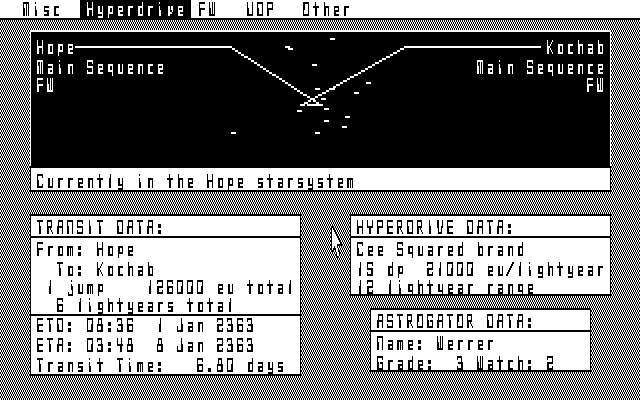 Misc Hyperdrive FW UOP Other
Hope Kochab
Main Sequence Main Sequence
FW FW
Currently in the Hope starsystem
TRANSIT DATA:
From: Hope
To: Kochab
1 jump 126000 eu total
6 lightyears total
ETD: 08:36 1 Jan 2363
ETA: 03:48 8 Jan 2363
Transit Time: 6.80 days
HYPERDRIVE DATA:
Cee Squared brand
15 dp 21000 eu/lightyear
12 lightyear range
ASTROGATOR DATA:
Name: Werrer
Grade: 3 Watch: 2